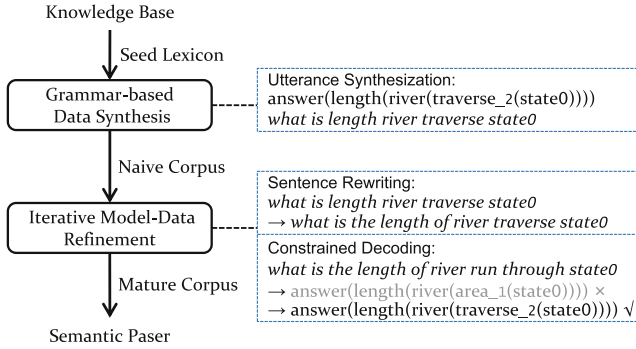 Knowledge Base
Seed Lexicon
Grammar-based
Data Synthesis
Utterance Synthesization:
answer(length(river(traverse_2(state0))))
what is length river traverse state0
Naive Corpus
Iterative Model-Data
Refinement
Sentence Rewriting:
what is length river traverse state0
→ what is the length of river traverse state0
Constrained Decoding:
what is the length of river run through state0
→ answer(length(river(area_1(state0)))) ×
→ answer(length(river(traverse_2(state0)))) √
Mature Corpus
Semantic Paser